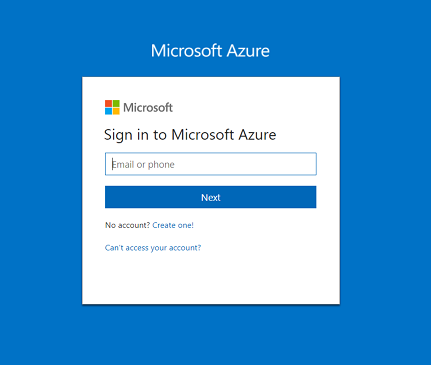 Microsoft Azure
Microsoft
Sign in to Microsoft Azure
Email or phone
Next
No account? Create one!
Can't access your account?